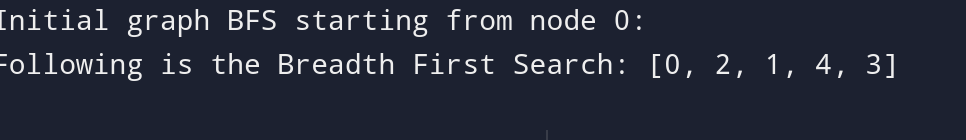 Initial graph BFS starting from node 0:
Following is the Breadth First Search: [0, 2, 1, 4, 3]